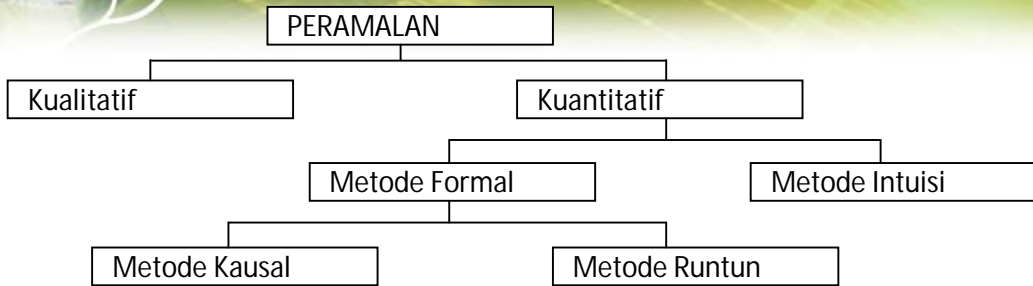 PERAMALAN
Kualitatif
Kuantitatif
Metode Formal
Metode Intuisi
Metode Kausal
Metode Runtun